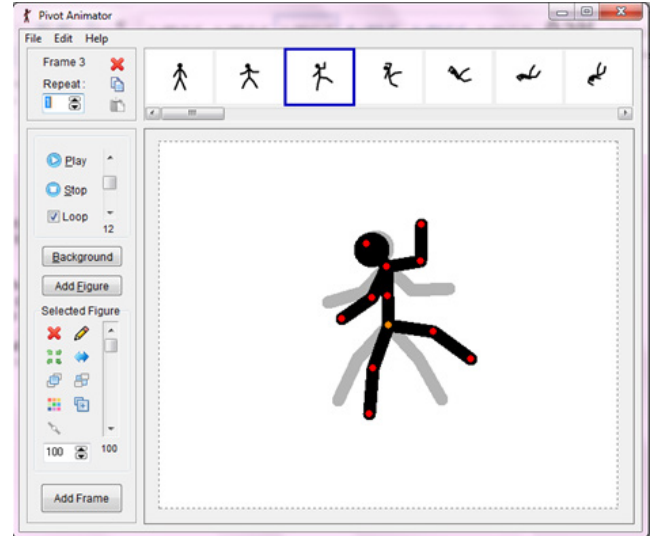 Pivot Animator
File Edit Help
Frame 3
Repeat:
1
Play
Stop
Loop
12
Background
Add Figure
Selected Figure
100 100
Add Frame